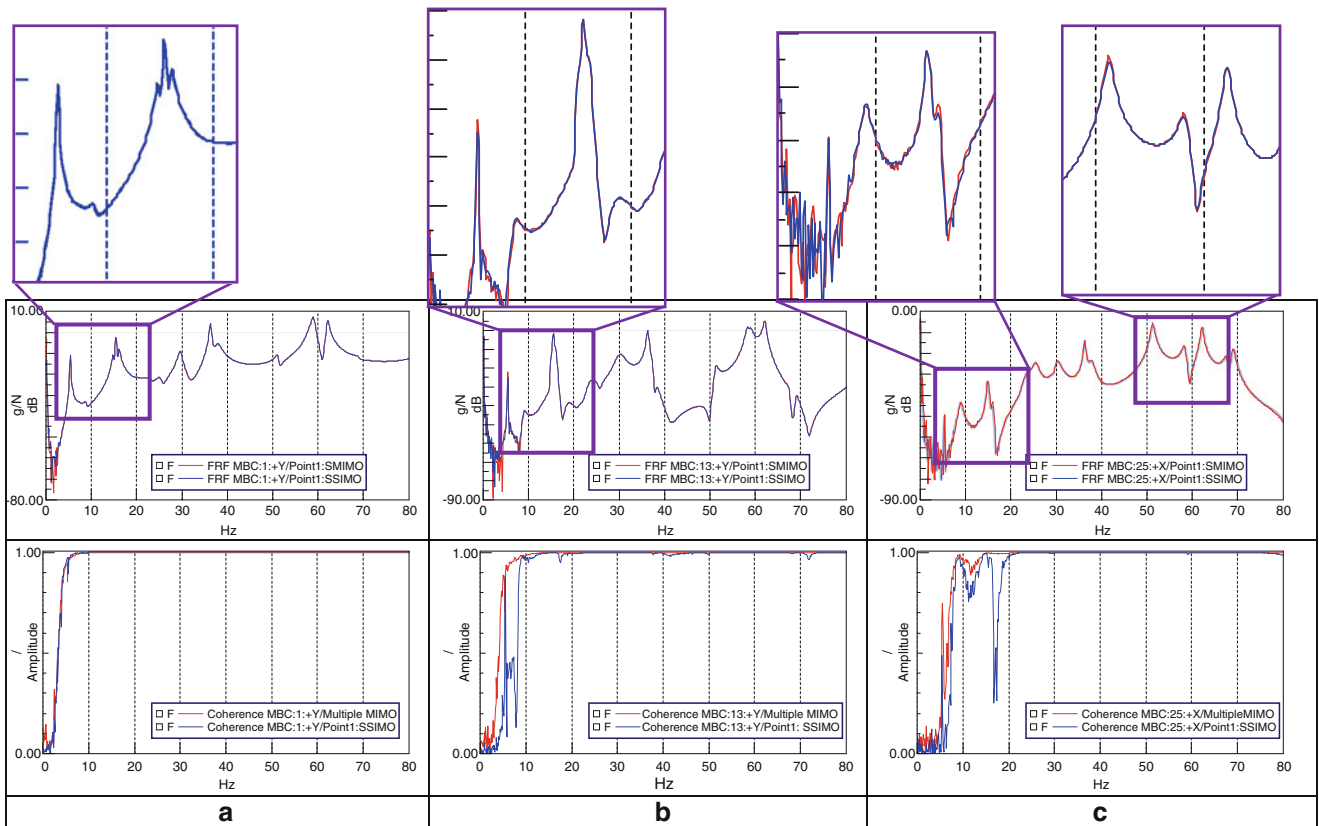 10.00
g/N
dB
F FRF MBC:1:+Y/Point1:SMIMO
F FRF MBC:1:+Y/Point1:SSIMO
-80.00
0 10 20 30 40 50 60 70 80
Hz
10.00
g/N
dB
F FRF MBC:13:+Y/Point1:SMIMO
F FRF MBC:13:+Y/Point1:SSIMO
-90.00
0 10 20 30 40 50 60 70 80
Hz
0.00
g/N
dB
F FRF MBC:25:+X/Point1:SMIMO
F FRF MBC:25:+X/Point1:SSIMO
-90.00
0 10 20 30 40 50 60 70 80
Hz
1.00
/
Amplitude
F Coherence MBC:1:+Y/Multiple MIMO
F Coherence MBC:1:+Y/Point1:SSIMO
0.00
0 10 20 30 40 50 60 70 80
Hz
1.00
/
Amplitude
F Coherence MBC:13:+Y/Multiple MIMO
F Coherence MBC:13:+Y/Point1: SSIMO
0.00
0 10 20 30 40 50 60 70 80
Hz
1.00
/
Amplitude
F Coherence MBC:25:+X/MultipleMIMO
F Coherence MBC:25:+X/Point1:SSIMO
0.00
0 10 20 30 40 50 60 70 80
Hz
a
b
c